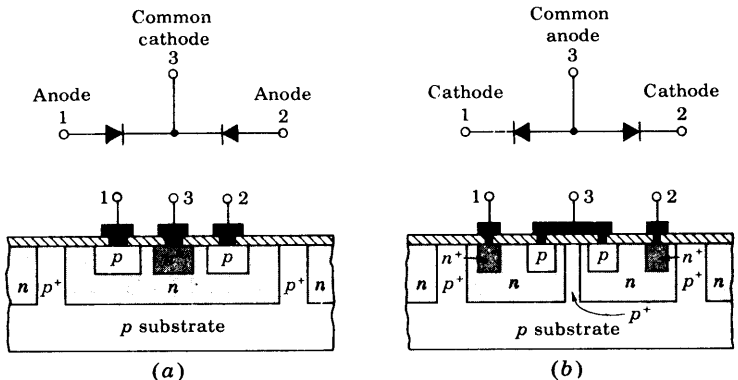 Common
cathode
3
Anode
1
Anode
2
1
3
2
p
p
n
p+
n
p+
n
p substrate
(a)
Common
anode
3
Cathode
1
Cathode
2
1
3
2
n+
p
p
n+
n
p+
n
n
p+
n
p+
p substrate
(b)